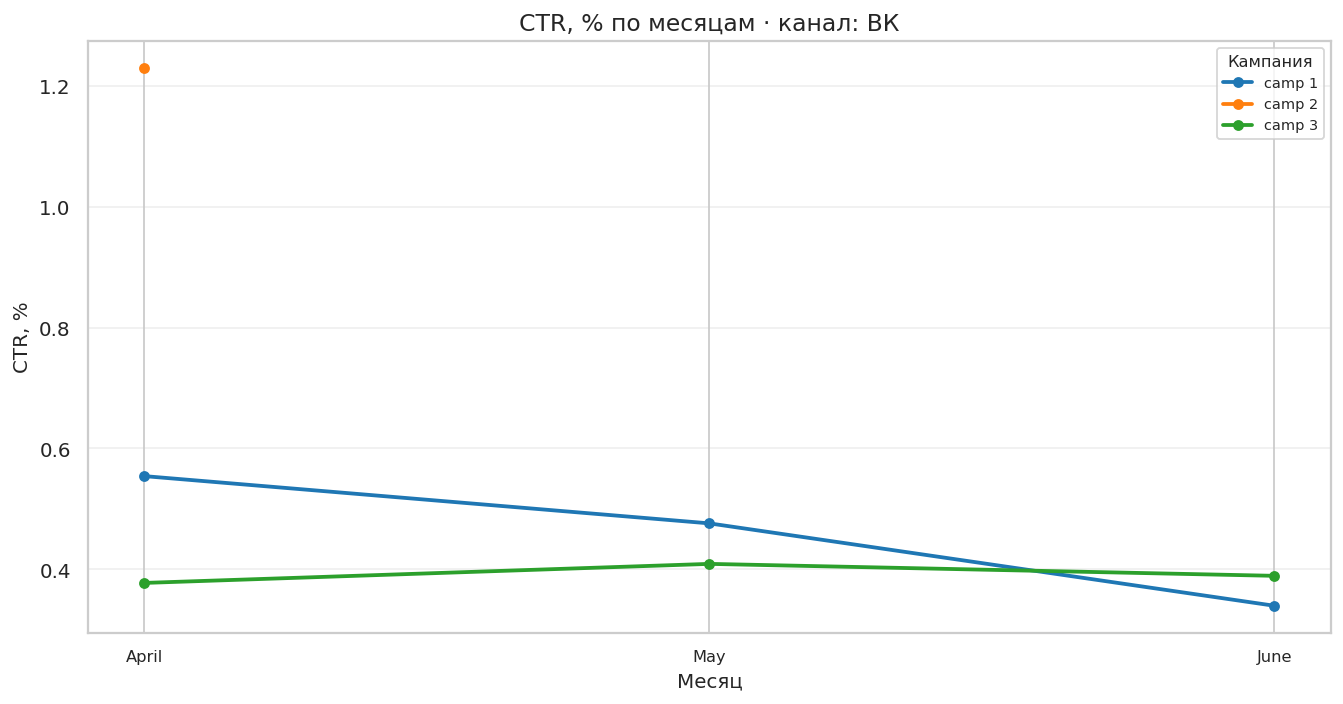 CTR, % по месяцам · канал: ВК
Кампания
camp 1
camp 2
camp 3
CTR, %
1.2
1.0
0.8
0.6
0.4
April
May
June
Месяц